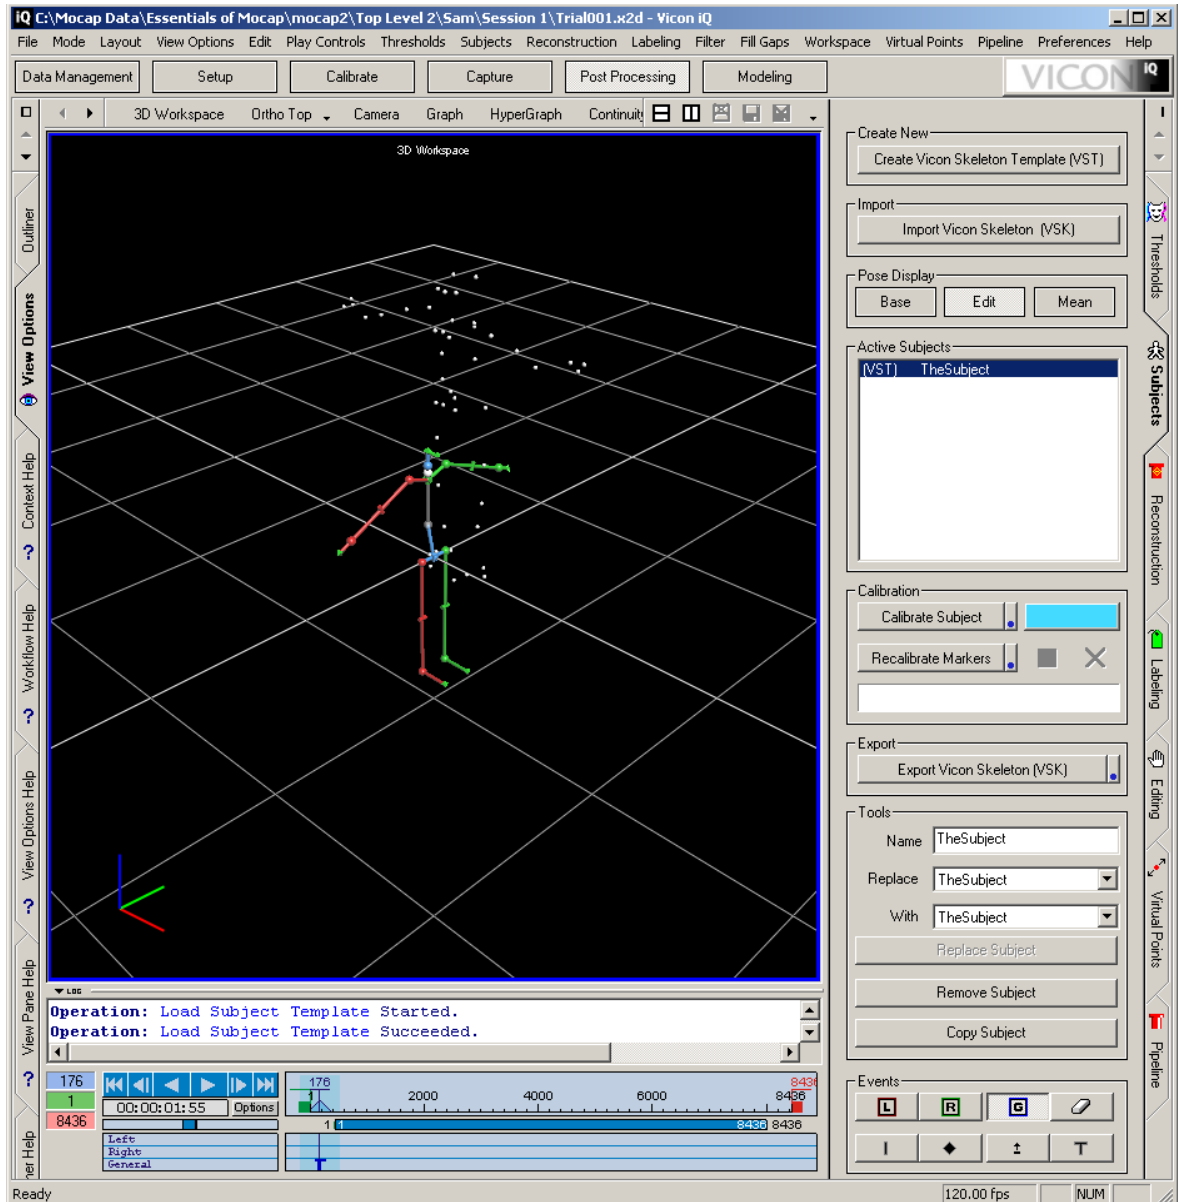 iQ C:\Mocap Data\Essentials of Mocap\mocap2\Top Level 2\Sam\Session 1\Trial001.x2d - Vicon iQ
File Mode Layout View Options Edit Play Controls Thresholds Subjects Reconstruction Labeling Filter Fill Gaps Workspace Virtual Points Pipeline Preferences Help
Data Management Setup Calibrate Capture Post Processing Modeling VICON iQ
3D Workspace Ortho Top Camera Graph HyperGraph Continuity
3D Workspace
Outliner
View Options
Context Help
?
Workflow Help
?
View Options Help
?
View Pane Help
?
ner Help
Create New
Create Vicon Skeleton Template (VST)
Import
Import Vicon Skeleton (VSK)
Pose Display
Base Edit Mean
Active Subjects
(VST) TheSubject
Calibration
Calibrate Subject
Recalibrate Markers
Export
Export Vicon Skeleton (VSK)
Tools
Name TheSubject
Replace TheSubject
With TheSubject
Replace Subject
Remove Subject
Copy Subject
Events
L R G
T
Thresholds
Subjects
Reconstruction
Labeling
Editing
Virtual Points
Pipeline
LOG
Operation: Load Subject Template Started.
Operation: Load Subject Template Succeeded.
176
1
8436
00:00:01:55 Options
176 8436
1 2000 4000 6000 8436
1 1 8436 8436
Left
Right
General
Ready 120.00 fps NUM